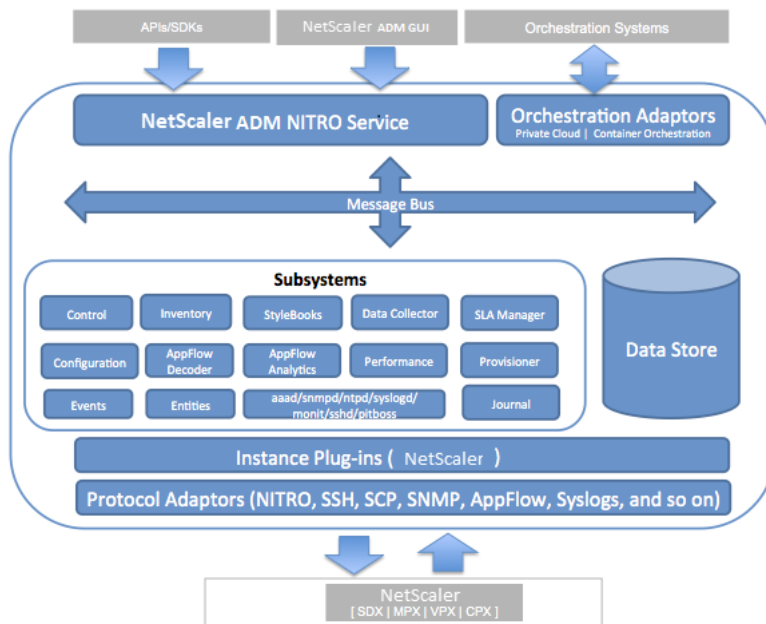 APIs/SDKs
NetScaler ADM GUI
Orchestration Systems
NetScaler ADM NITRO Service
Orchestration Adaptors
Private Cloud | Container Orchestration
Message Bus
Subsystems
Control
Inventory
StyleBooks
Data Collector
SLA Manager
Configuration
AppFlow
Decoder
AppFlow
Analytics
Performance
Provisioner
Events
Entities
aaad/snmpd/ntpd/syslogd/
monit/sshd/pitboss
Journal
Data Store
Instance Plug-ins ( NetScaler )
Protocol Adaptors (NITRO, SSH, SCP, SNMP, AppFlow, Syslogs, and so on)
NetScaler
[ SDX | MPX | VPX | CPX ]